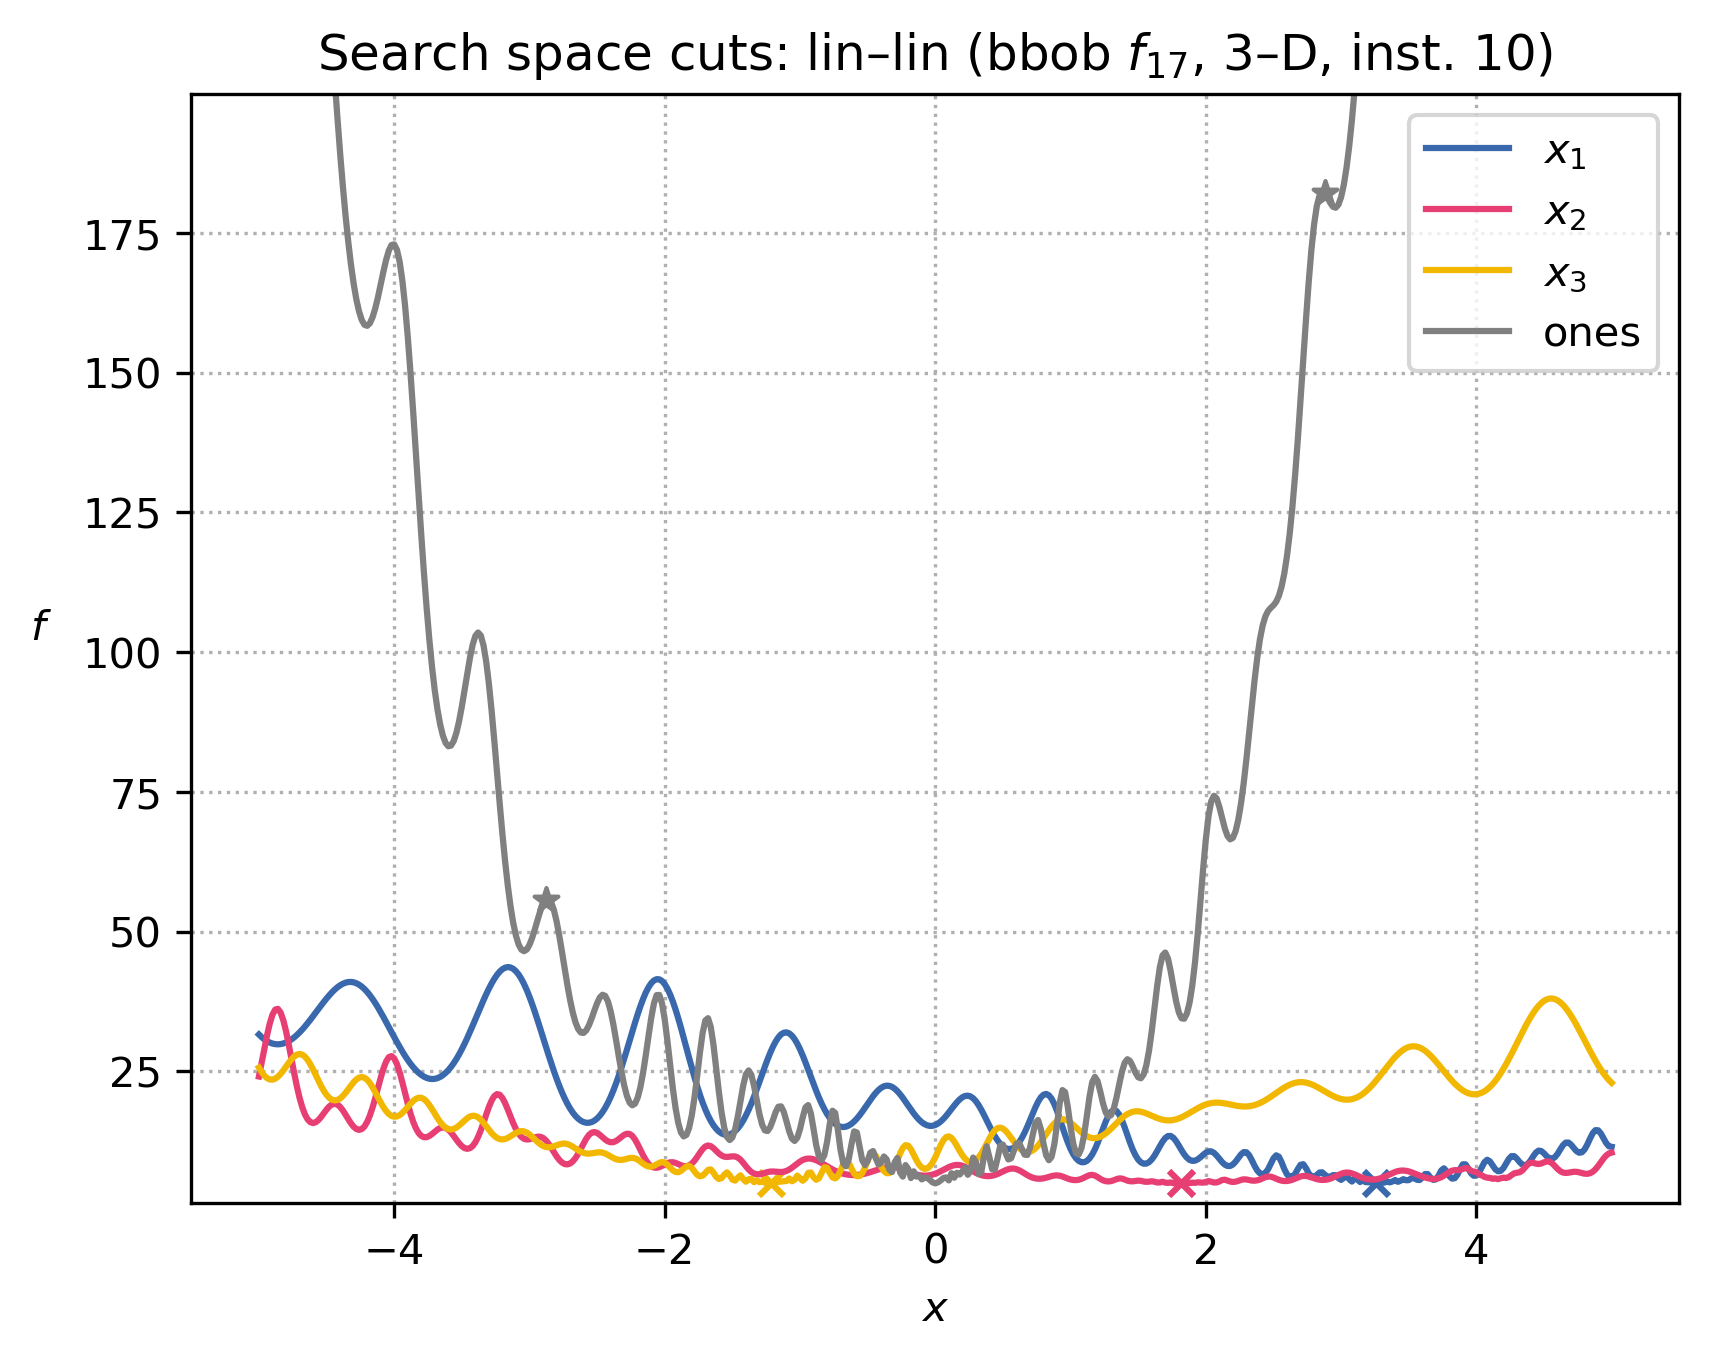 Search space cuts: lin–lin (bbob f₁₇, 3–D, inst. 10)
x₁
x₂
x₃
ones
175
150
125
100
75
50
25
f
−4
−2
0
2
4
x